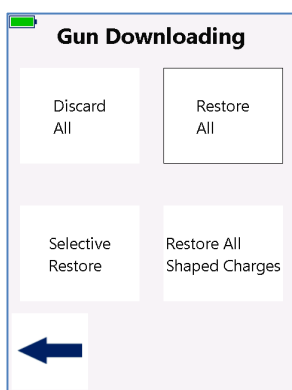 Gun Downloading
Discard
All
Restore
All
Selective
Restore
Restore All
Shaped Charges